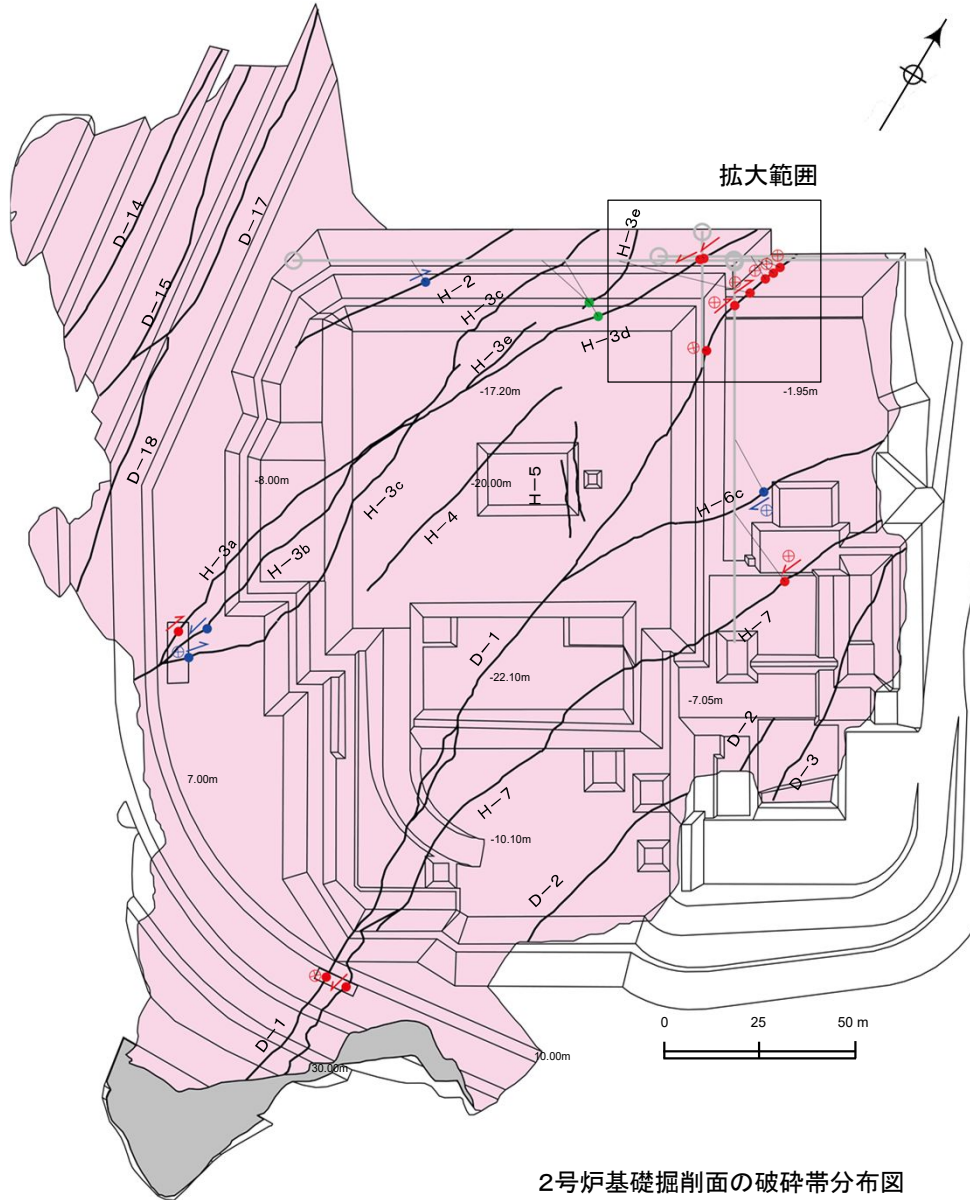 拡大範囲
D－14
D－17
D－15
D－18
H－2
H－3c
H－3e
H－3e
H－3d
-17.20m
-1.95m
-8.00m
-20.00m
H－5
H－3c
H－4
H－6c
H－3a
H－3b
H－7
D－1
-22.10m
-7.05m
D－2
D－3
7.00m
H－7
-10.10m
D－2
D－1
30.00m
10.00m
0 25 50 m
2号炉基礎掘削面の破砕帯分布図